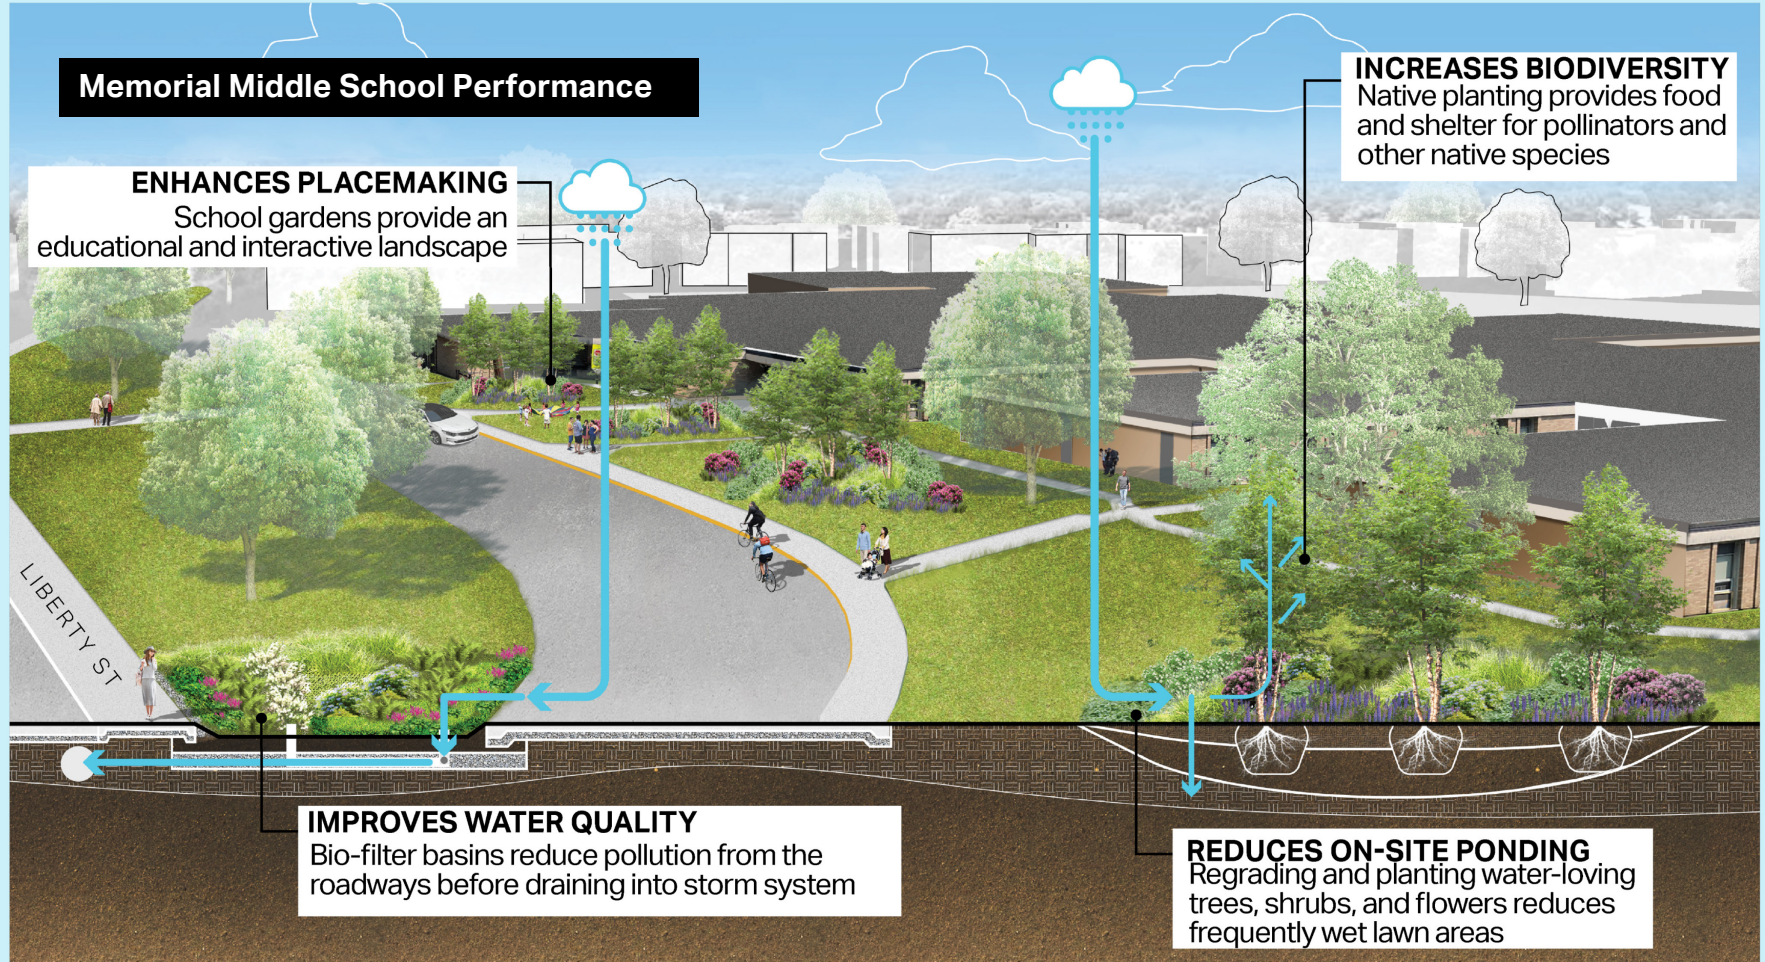 Memorial Middle School Performance
INCREASES BIODIVERSITY
Native planting provides food
and shelter for pollinators and
other native species
ENHANCES PLACEMAKING
School gardens provide an
educational and interactive landscape
LIBERTY ST
IMPROVES WATER QUALITY
Bio-filter basins reduce pollution from the
roadways before draining into storm system
REDUCES ON-SITE PONDING
Regrading and planting water-loving
trees, shrubs, and flowers reduces
frequently wet lawn areas